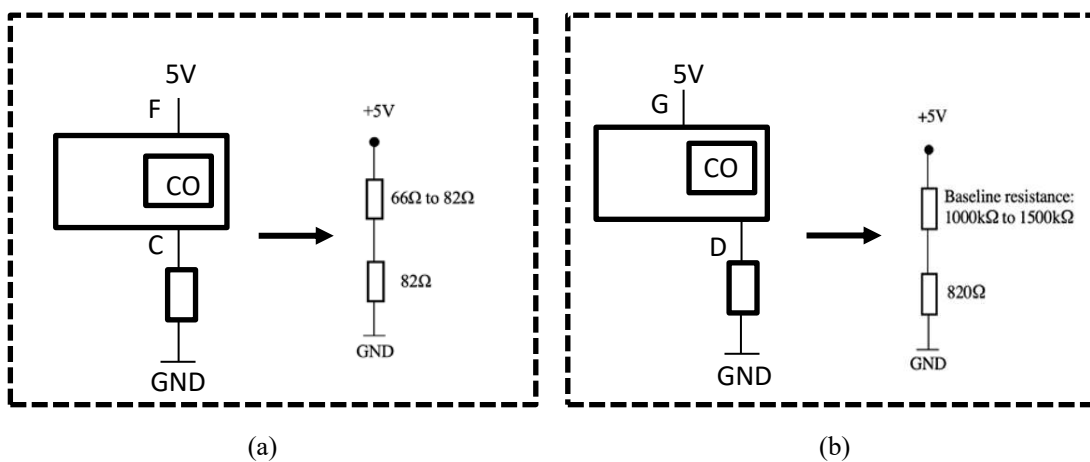 5V
F
CO
C
GND
+5V
66Ω to 82Ω
82Ω
GND
5V
G
CO
D
GND
+5V
Baseline resistance:
1000kΩ to 1500kΩ
820Ω
GND
(a)
(b)